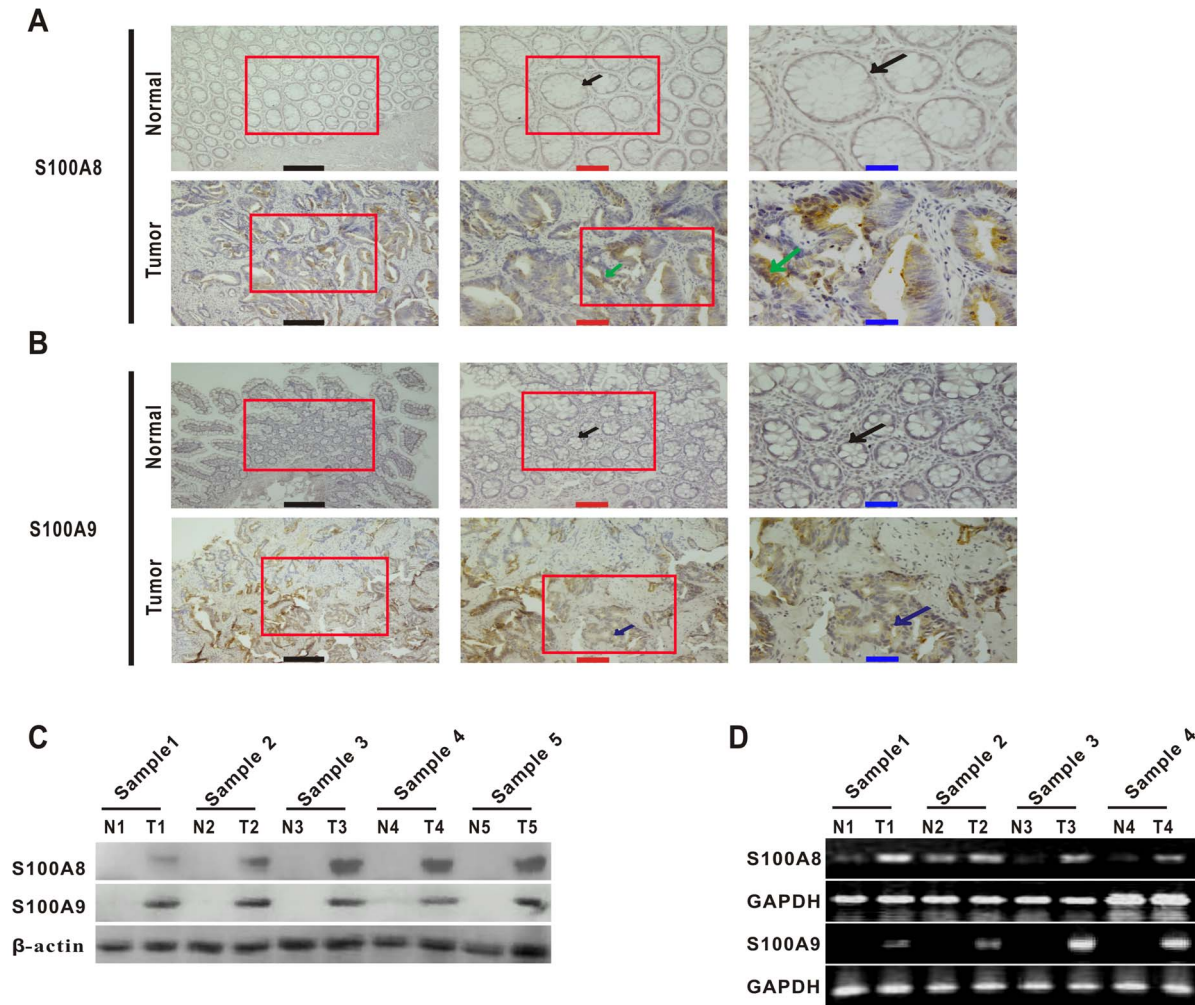 A
S100A8
Normal
Tumor
B
S100A9
Normal
Tumor
C
Sample1
Sample 2
Sample 3
Sample 4
Sample 5
N1 T1 N2 T2 N3 T3 N4 T4 N5 T5
S100A8
S100A9
β-actin
D
Sample1
Sample 2
Sample 3
Sample 4
N1 T1 N2 T2 N3 T3 N4 T4
S100A8
GAPDH
S100A9
GAPDH